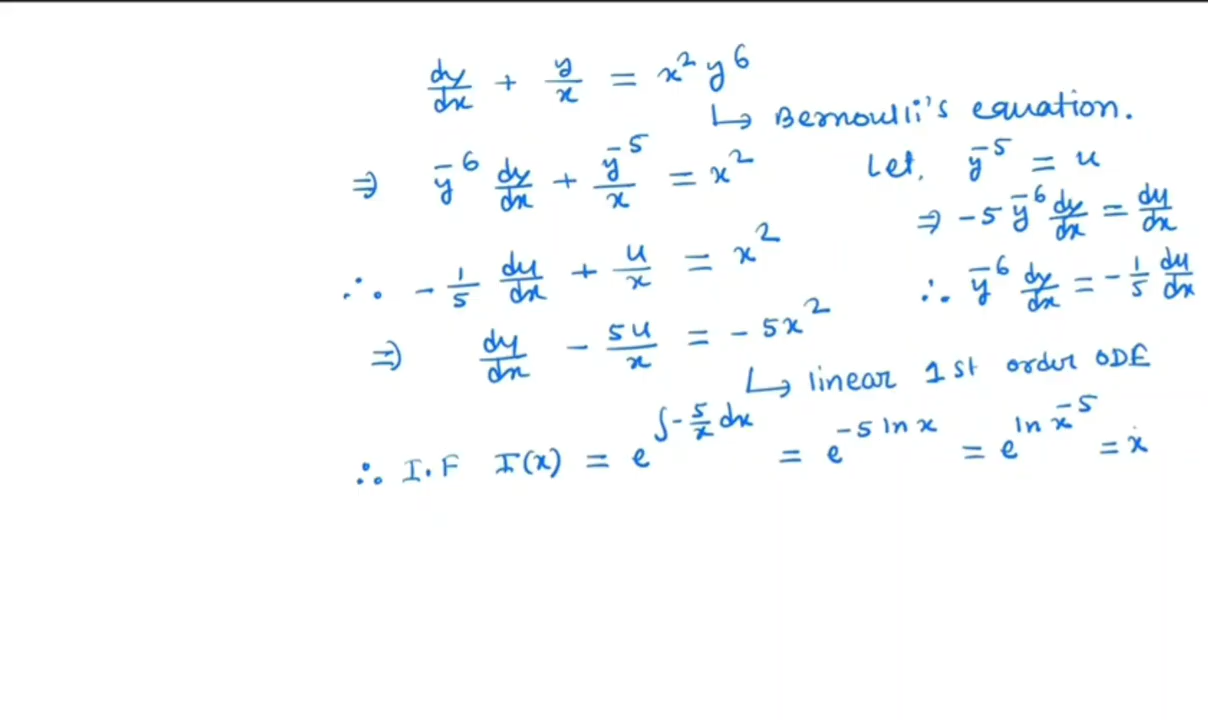 dy/dx + y/x = x² y⁶
↳ Bernoulli's equation.
⇒ y⁻⁶ dy/dx + y⁻⁵/x = x²
Let, y⁻⁵ = u
⇒ -5 y⁻⁶ dy/dx = du/dx
∴ -1/5 du/dx + u/x = x²
∴ y⁻⁶ dy/dx = -1/5 du/dx
⇒ dy/dx - 5u/x = -5x²
↳ linear 1st order ODE
∴ I.F I(x) = e^∫-5/x dx = e^-5 ln x = e^ln x⁻⁵ = x